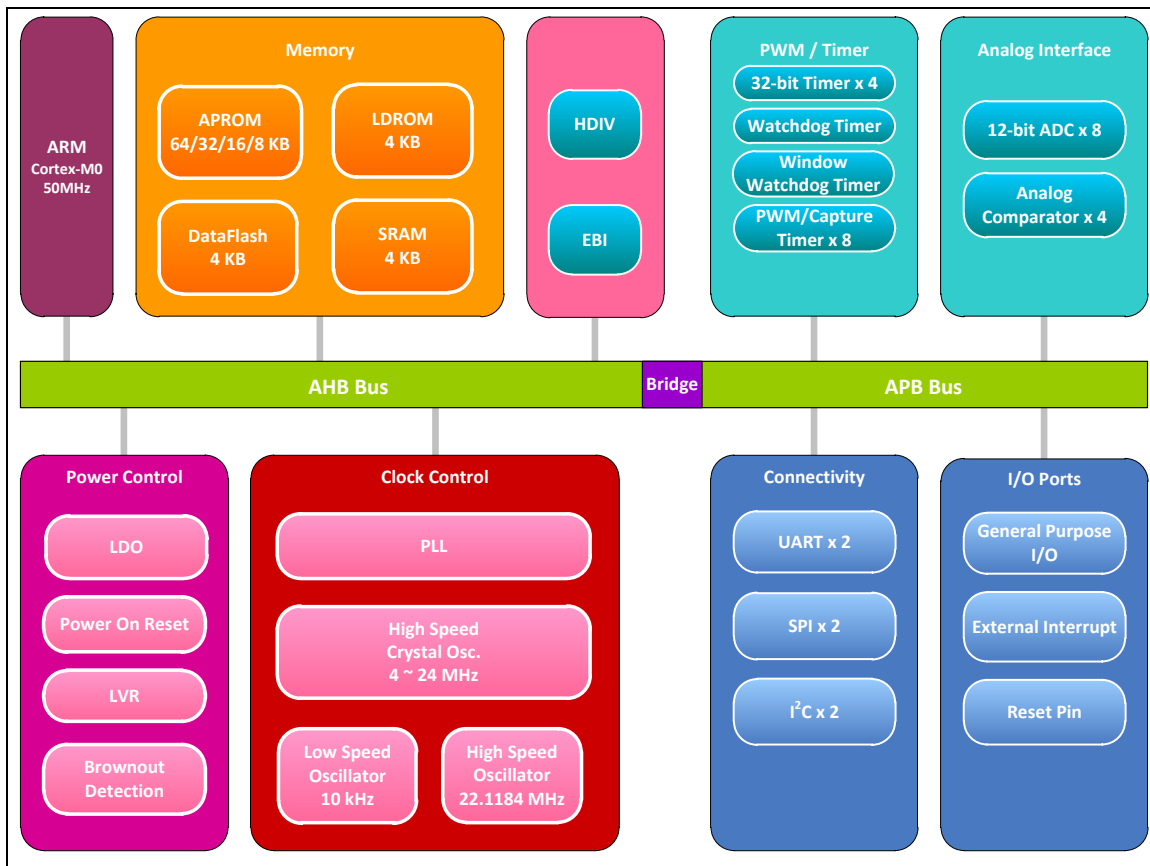 ARM
Cortex-M0
50MHz
Memory
APROM
64/32/16/8 KB
LDROM
4 KB
DataFlash
4 KB
SRAM
4 KB
HDIV
EBI
PWM / Timer
32-bit Timer x 4
Watchdog Timer
Window
Watchdog Timer
PWM/Capture
Timer x 8
Analog Interface
12-bit ADC x 8
Analog
Comparator x 4
AHB Bus
Bridge
APB Bus
Power Control
LDO
Power On Reset
LVR
Brownout
Detection
Clock Control
PLL
High Speed
Crystal Osc.
4 ~ 24 MHz
Low Speed
Oscillator
10 kHz
High Speed
Oscillator
22.1184 MHz
Connectivity
UART x 2
SPI x 2
I²C x 2
I/O Ports
General Purpose
I/O
External Interrupt
Reset Pin